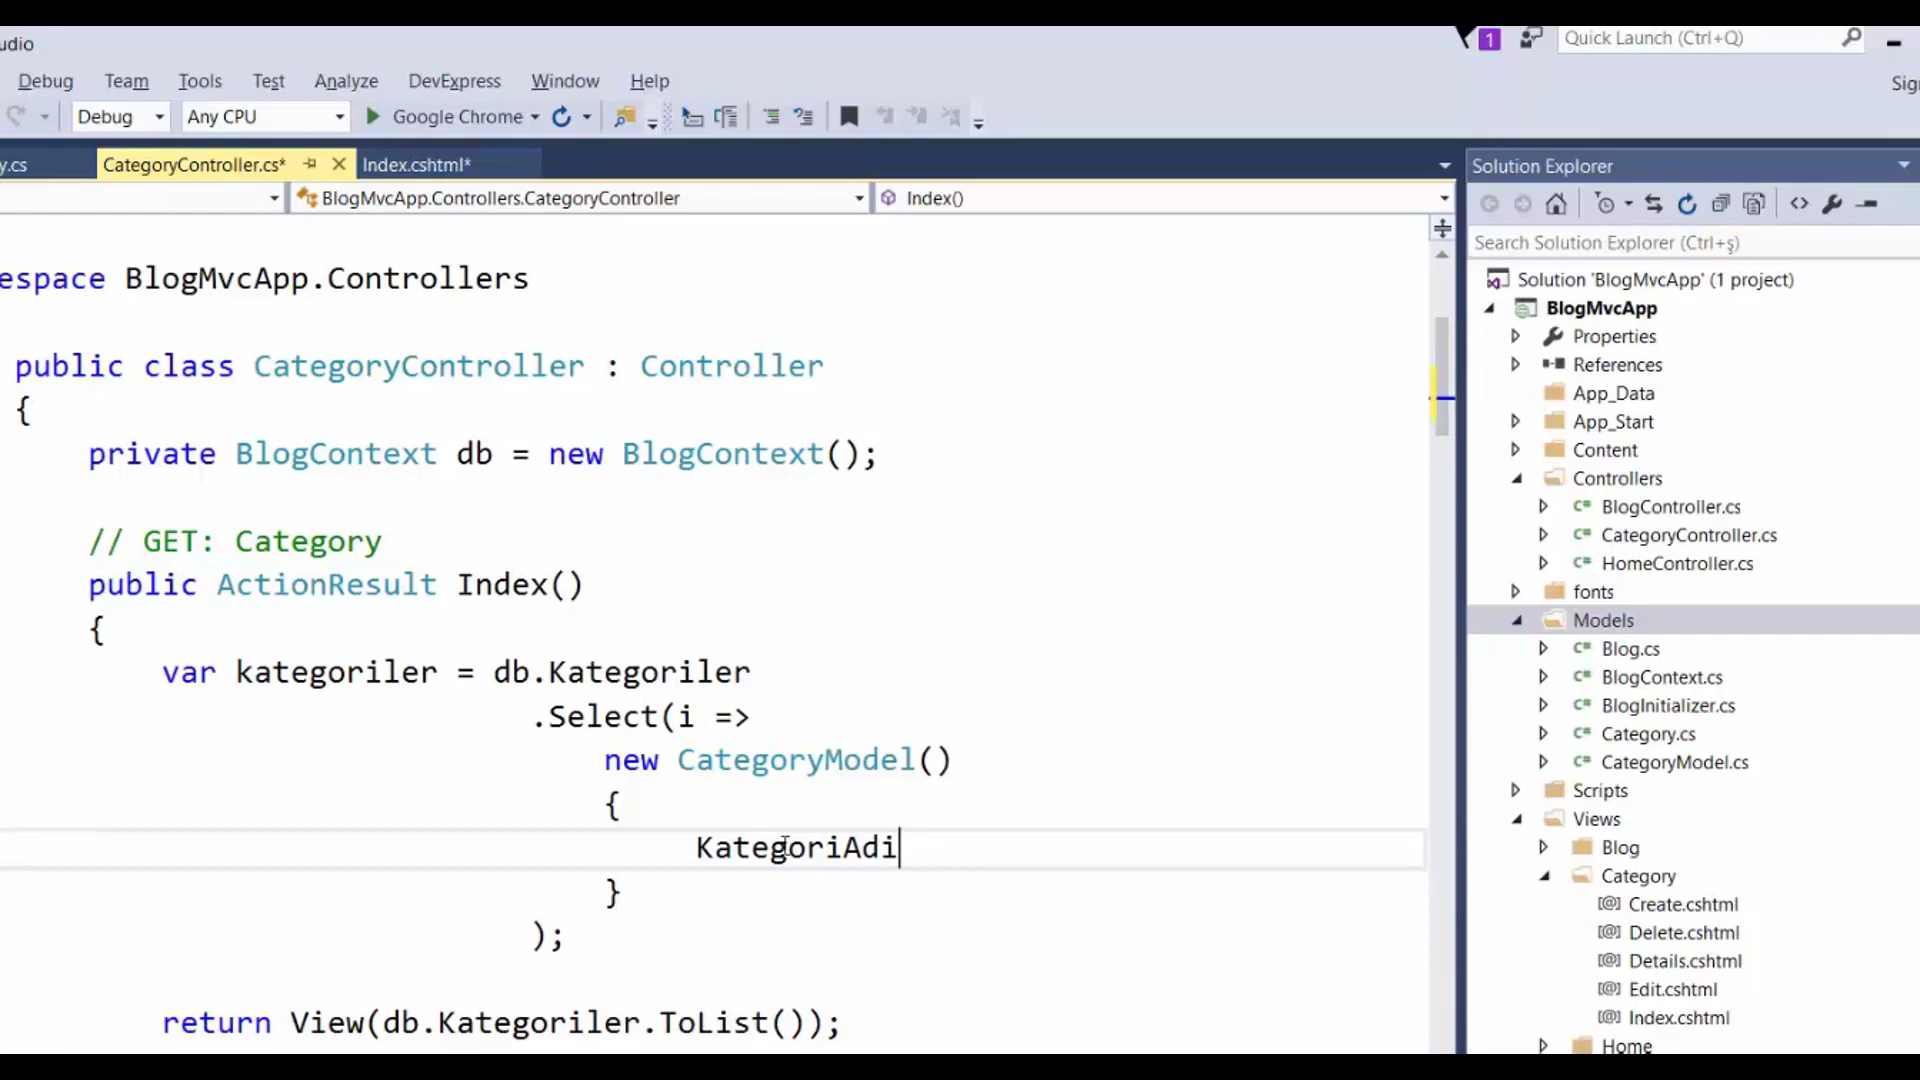 udio
1
Quick Launch (Ctrl+Q)
Debug Team Tools Test Analyze DevExpress Window Help
Sig
Debug Any CPU Google Chrome
y.cs CategoryController.cs* Index.cshtml*
BlogMvcApp.Controllers.CategoryController Index()
espace BlogMvcApp.Controllers
public class CategoryController : Controller
{
private BlogContext db = new BlogContext();
// GET: Category
public ActionResult Index()
{
var kategoriler = db.Kategoriler
.Select(i =>
new CategoryModel()
{
KategoriAdi
}
);
return View(db.Kategoriler.ToList());
Solution Explorer
Search Solution Explorer (Ctrl+ş)
Solution 'BlogMvcApp' (1 project)
BlogMvcApp
Properties
References
App_Data
App_Start
Content
Controllers
C# BlogController.cs
C# CategoryController.cs
C# HomeController.cs
fonts
Models
C# Blog.cs
C# BlogContext.cs
C# BlogInitializer.cs
C# Category.cs
C# CategoryModel.cs
Scripts
Views
Blog
Category
[@] Create.cshtml
[@] Delete.cshtml
[@] Details.cshtml
[@] Edit.cshtml
[@] Index.cshtml
Home